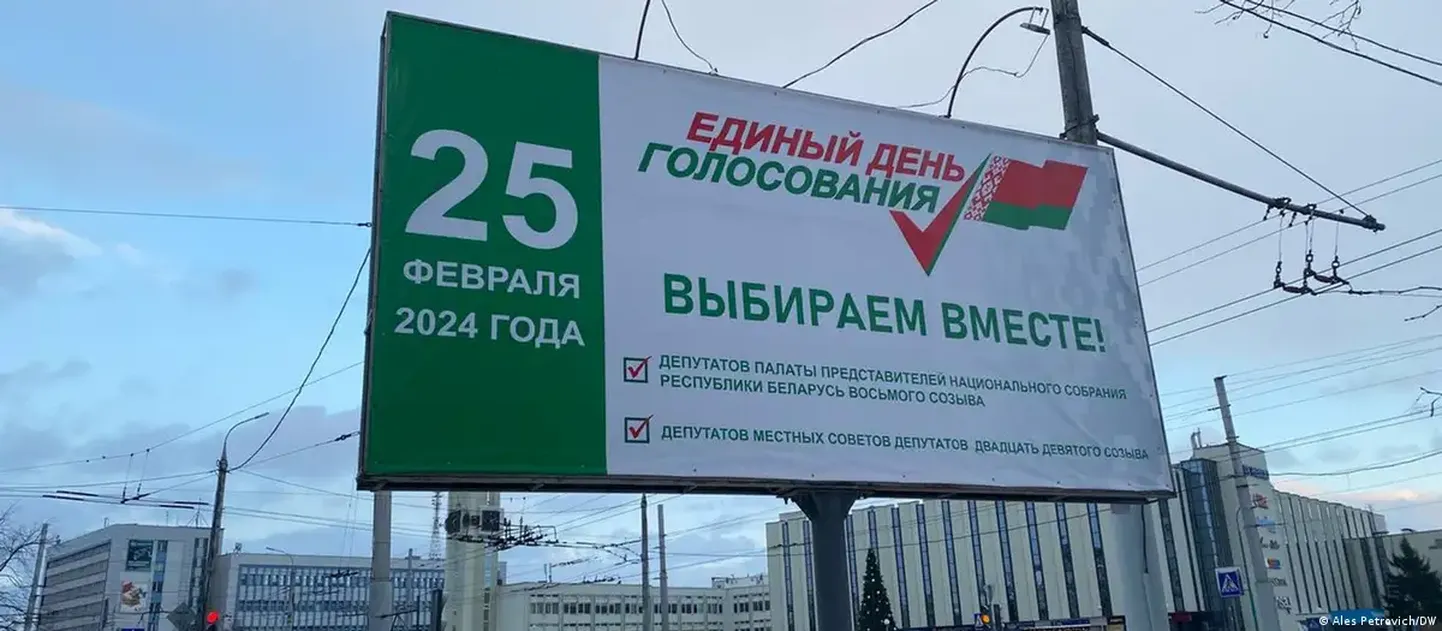 25
ФЕВРАЛЯ
2024 ГОДА
ЕДИНЫЙ ДЕНЬ
ГОЛОСОВАНИЯ
ВЫБИРАЕМ ВМЕСТЕ!
ДЕПУТАТОВ ПАЛАТЫ ПРЕДСТАВИТЕЛЕЙ НАЦИОНАЛЬНОГО СОБРАНИЯ
РЕСПУБЛИКИ БЕЛАРУСЬ ВОСЬМОГО СОЗЫВА
ДЕПУТАТОВ МЕСТНЫХ СОВЕТОВ ДЕПУТАТОВ ДВАДЦАТЬ ДЕВЯТОГО СОЗЫВА
© Ales Petrovich/DW